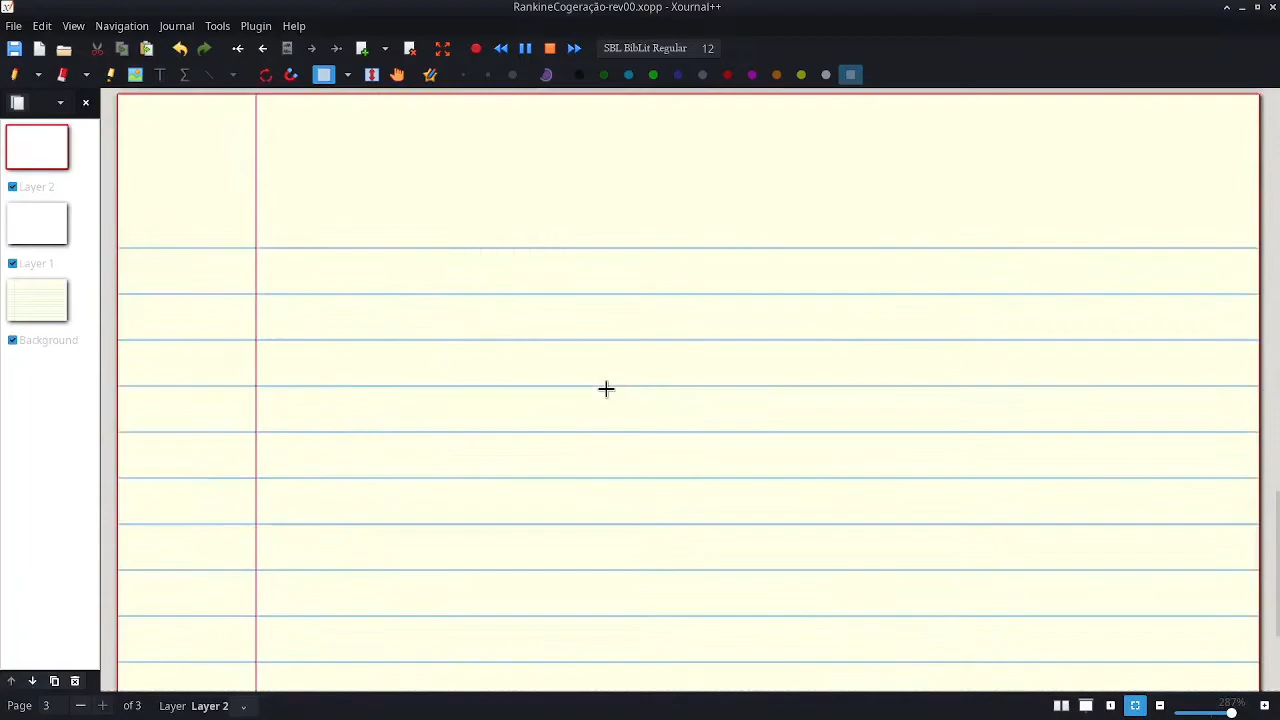 RankineCogeração-rev00.xopp - Xournal++
File Edit View Navigation Journal Tools Plugin Help
SBL BibLit Regular 12
Layer 2
Layer 1
Background
Page 3 of 3 Layer Layer 2 287%